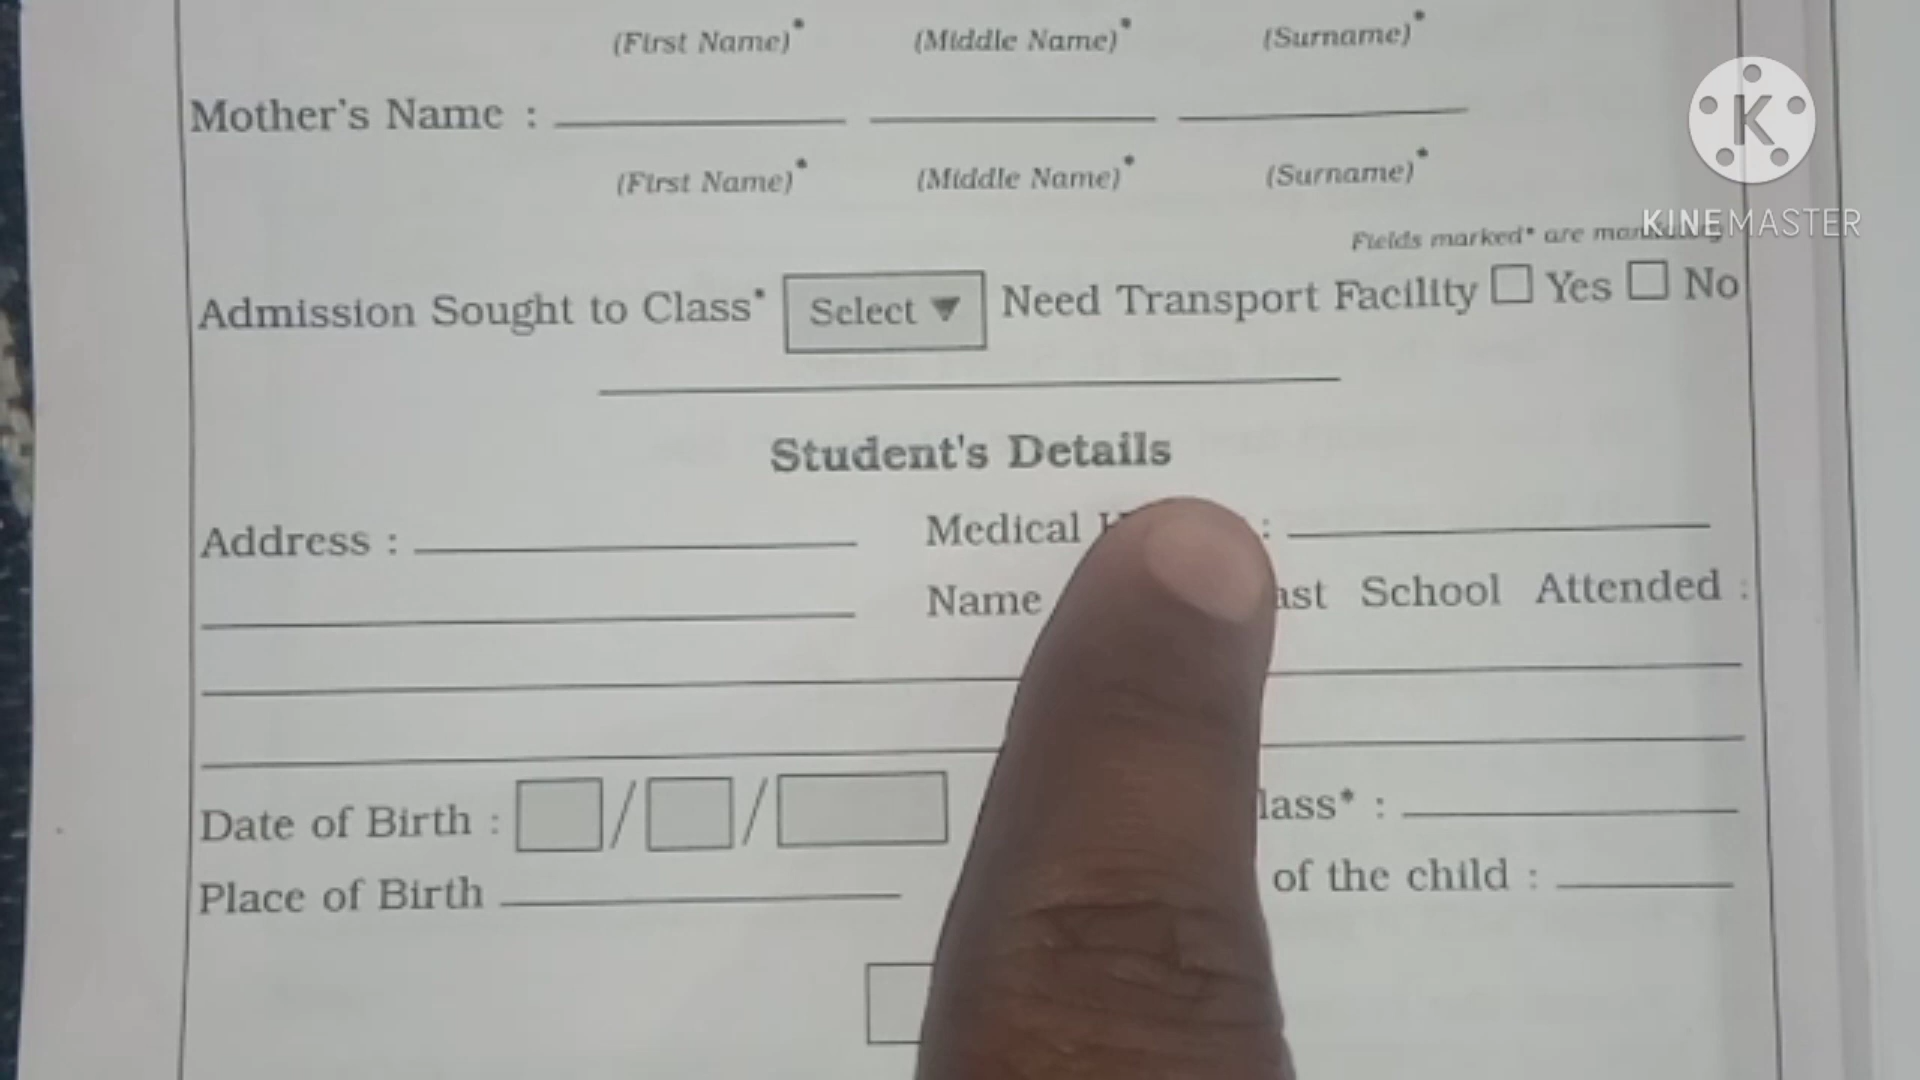 (First Name)* (Middle Name)* (Surname)*
Mother's Name :
(First Name)* (Middle Name)* (Surname)*
Fields marked* are
KINEMASTER
Admission Sought to Class* Select ▼ Need Transport Facility Yes No
Student's Details
Address : Medical :
Name School Attended :
Date of Birth : / / * :
Place of Birth of the child :